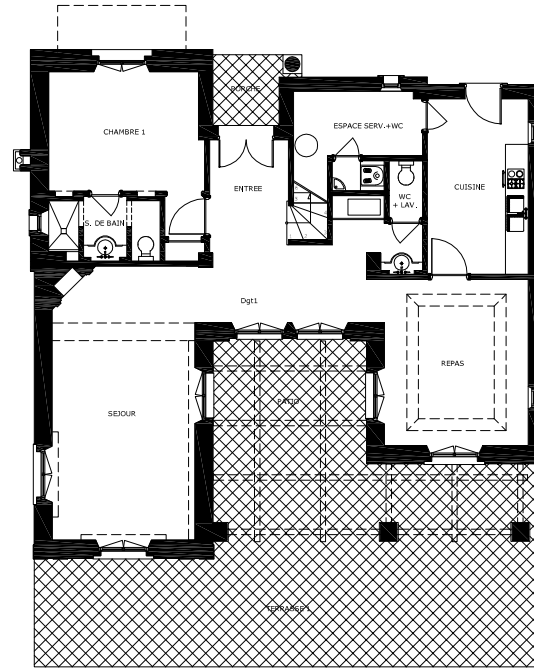 PORCHE
CHAMBRE 1
ESPACE SERV.+WC
ENTREE
CUISINE
WC
+ LAV.
S. DE BAIN
Dgt1
REPAS
PATIO
SEJOUR
TERRASSE 1